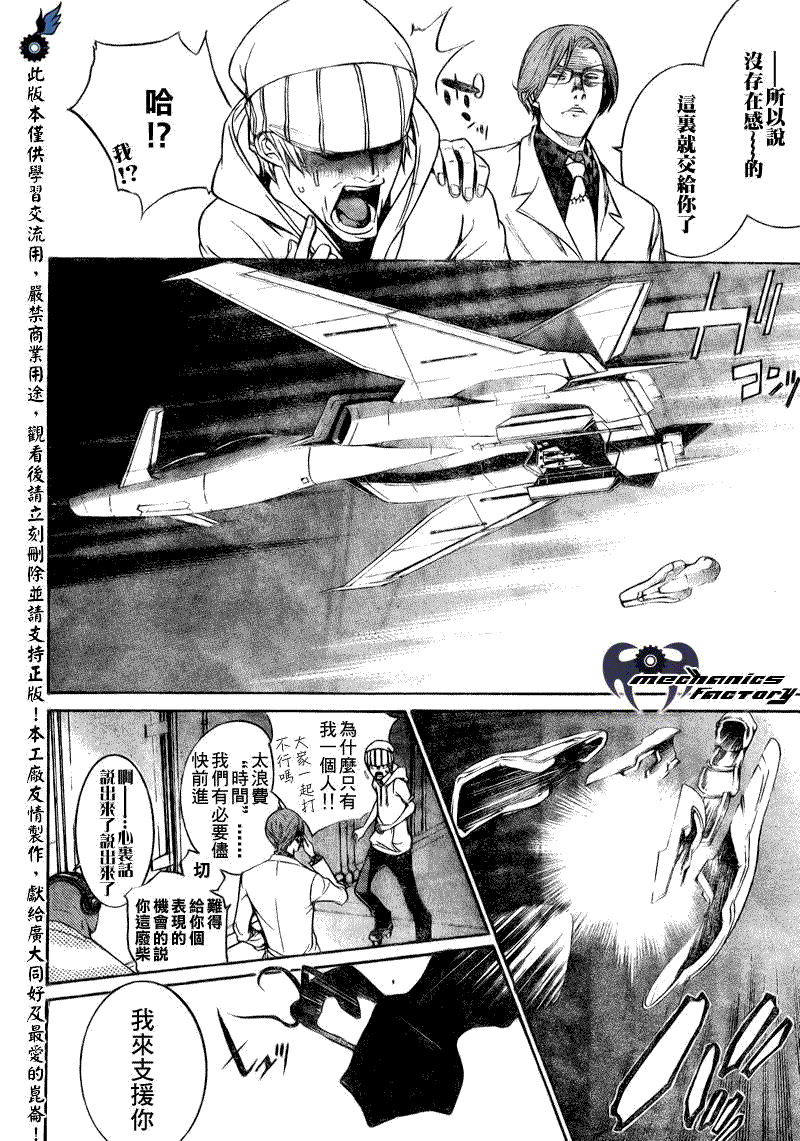 ——所以說
沒存在感~~的
這裏就交給你了
哈!?
我!?
コンッ
mechanics
Factory
為什麼只有
我一個人!!
大家一起打
不行嗎
太浪費
“時間”……
我們有必要儘
快前進
切
難得
給你個
表現的
機會的說
你這廢柴
啊——…心裏話
說出來了說出來了
我來支援你
此版本僅供學習交流用，嚴禁商業用途，觀看後請立刻刪除並請支持正版！本工廠友情製作，獻給廣大同好及最愛的崑崙！